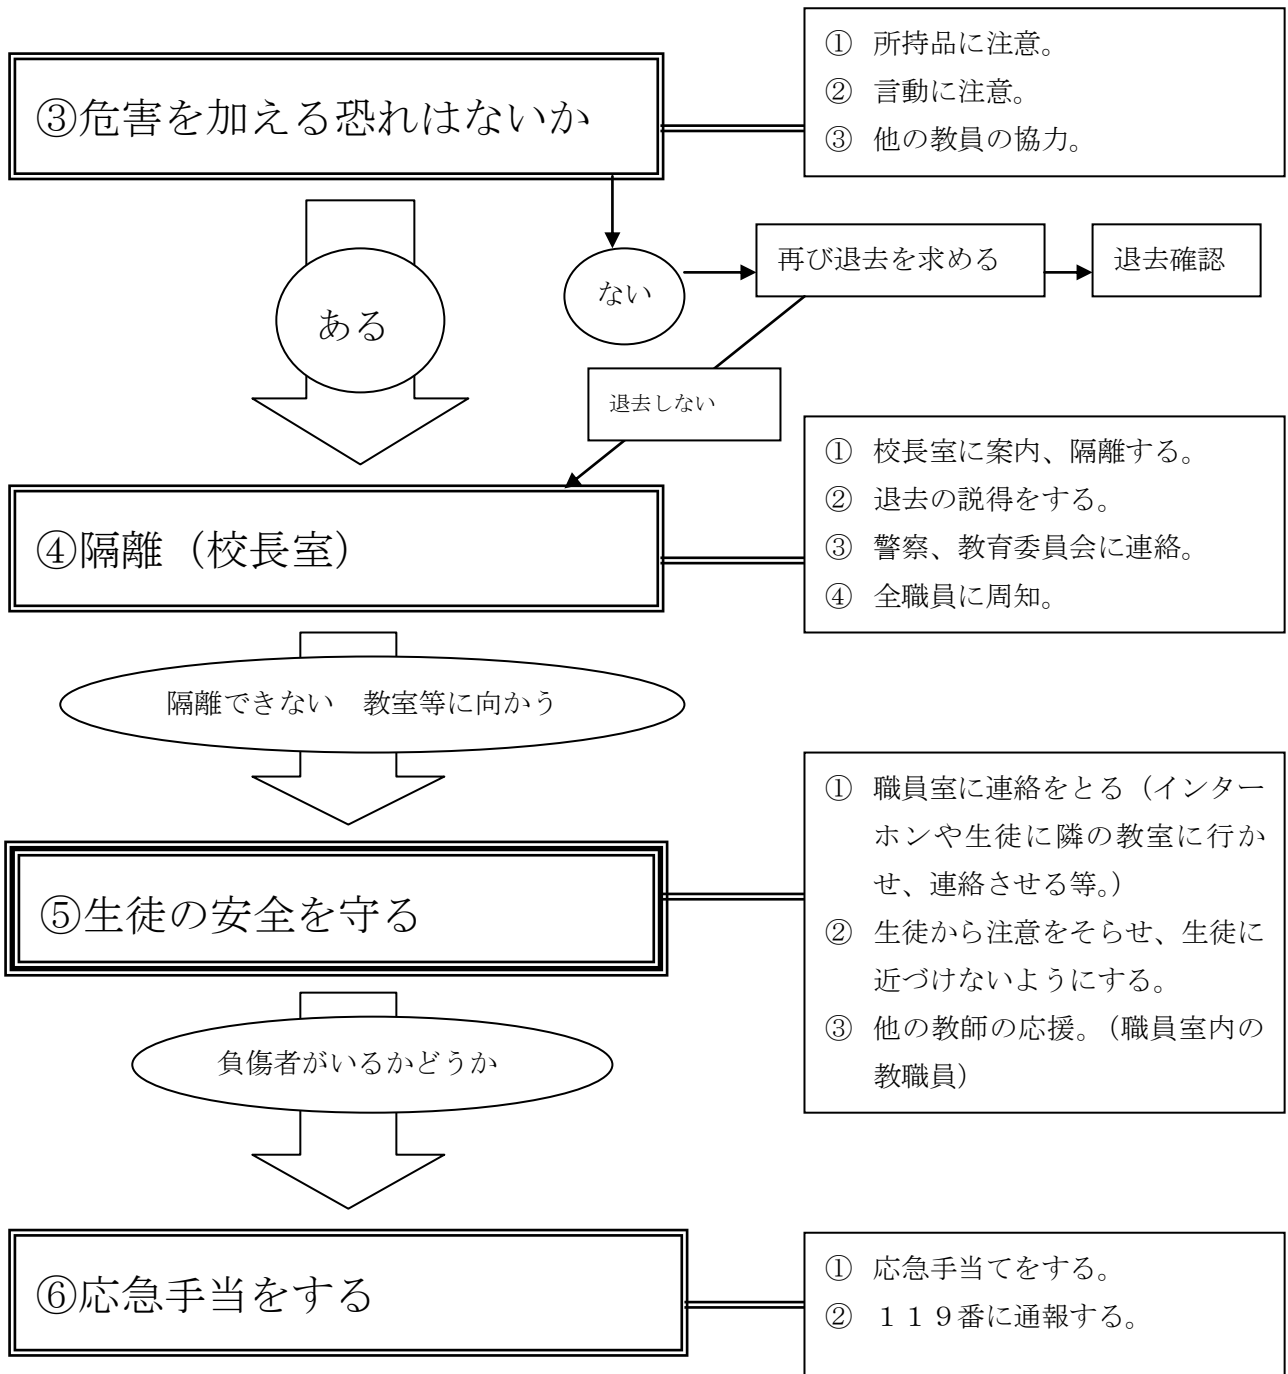 ③危害を加える恐れはないか
① 所持品に注意。
② 言動に注意。
③ 他の教員の協力。
ある
ない
再び退去を求める
退去確認
退去しない
④隔離（校長室）
① 校長室に案内、隔離する。
② 退去の説得をする。
③ 警察、教育委員会に連絡。
④ 全職員に周知。
隔離できない　教室等に向かう
⑤生徒の安全を守る
① 職員室に連絡をとる（インター
ホンや生徒に隣の教室に行か
せ、連絡させる等。）
② 生徒から注意をそらせ、生徒に
近づけないようにする。
③ 他の教師の応援。（職員室内の
教職員）
負傷者がいるかどうか
⑥応急手当をする
① 応急手当てをする。
② １１９番に通報する。